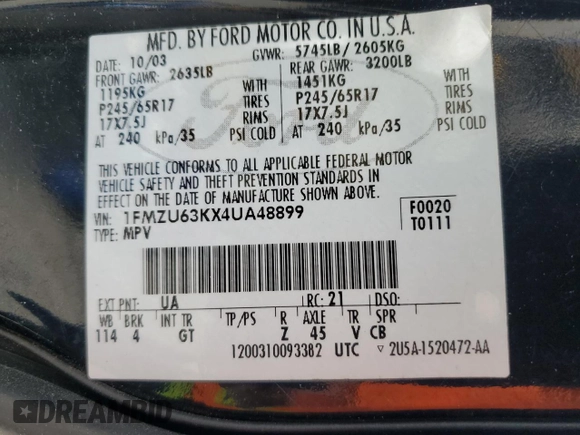 MFD. BY FORD MOTOR CO. IN U.S.A.
10/03 GVWR: 5745LB/ 2605KG
FRONT GAWR: 2635LB REAR GAWR: 3200LB
1195KG WITH 1451KG WITH
P245/65R17 TIRES P245/65R17 TIRES
17X7.5J RIMS 17X7.5J RIMS
AT 240 kPa/35 PSI COLD AT 240 kPa/35 PSI COLD
Ford
THIS VEHICLE CONFORMS TO ALL APPLICABLE FEDERAL MOTOR
VEHICLE SAFETY AND THEFT PREVENTION STANDARDS IN
EFFECT ON THE DATE OF MANUFACTURE SHOWN ABOVE.
VIN: 1FMZU63KX4UA48899 F0020
TYPE: MPV T0111
EXT PNT: UA RC: 21 DSO:
WB BRK INT TR TP/PS R AXLE TR SPR
114 4 GT Z 45 V CB
1200310093382 UTC 2U5A-1520472-AA
DREAMBID